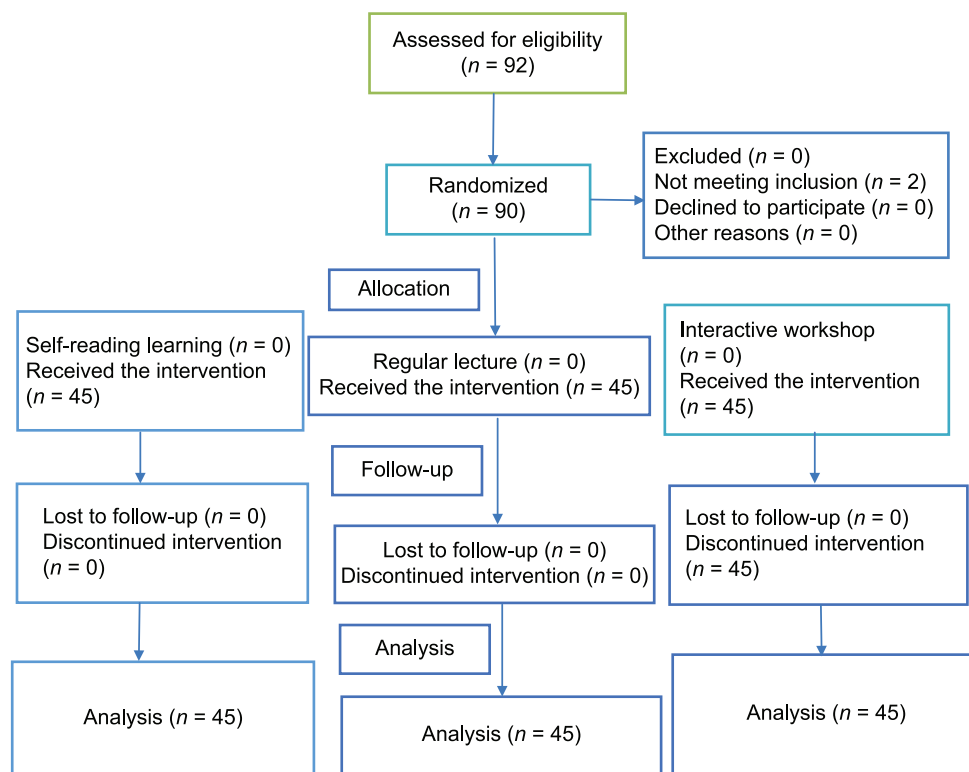 Assessed for eligibility
(n = 92)
Excluded (n = 0)
Not meeting inclusion (n = 2)
Declined to participate (n = 0)
Other reasons (n = 0)
Randomized
(n = 90)
Allocation
Self-reading learning (n = 0)
Received the intervention
(n = 45)
Regular lecture (n = 0)
Received the intervention (n = 45)
Interactive workshop
(n = 0)
Received the intervention
(n = 45)
Follow-up
Lost to follow-up (n = 0)
Discontinued intervention
(n = 0)
Lost to follow-up (n = 0)
Discontinued intervention (n = 0)
Lost to follow-up (n = 0)
Discontinued intervention
(n = 45)
Analysis
Analysis (n = 45)
Analysis (n = 45)
Analysis (n = 45)